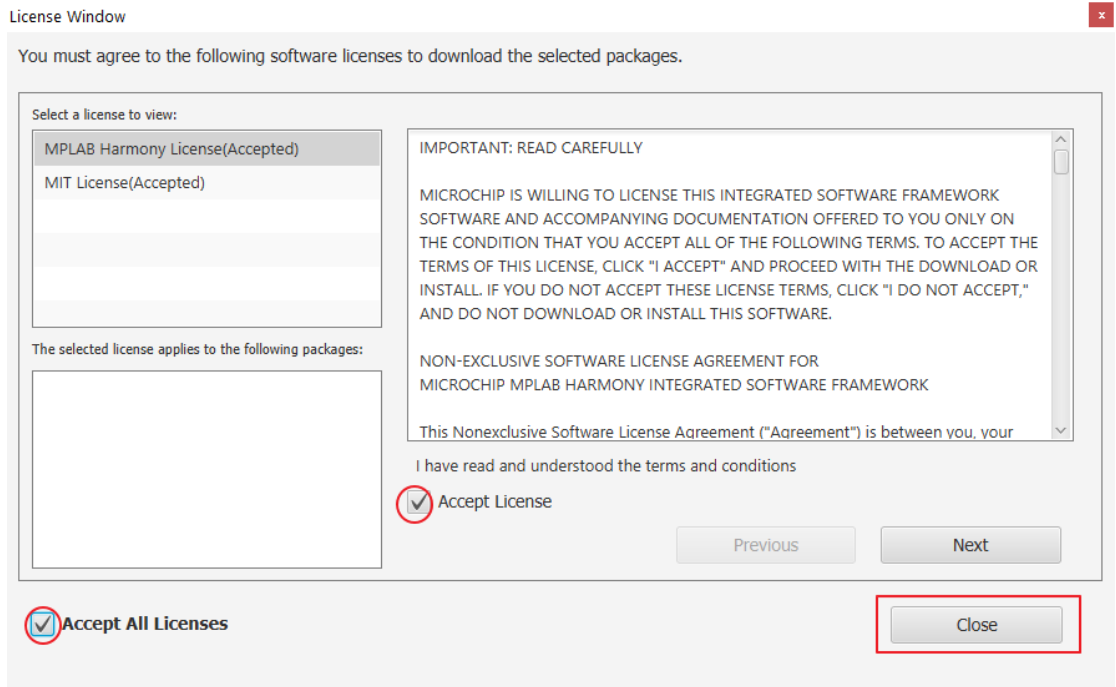 License Window
x
You must agree to the following software licenses to download the selected packages.
Select a license to view:
MPLAB Harmony License(Accepted)
MIT License(Accepted)
The selected license applies to the following packages:
IMPORTANT: READ CAREFULLY
MICROCHIP IS WILLING TO LICENSE THIS INTEGRATED SOFTWARE FRAMEWORK
SOFTWARE AND ACCOMPANYING DOCUMENTATION OFFERED TO YOU ONLY ON
THE CONDITION THAT YOU ACCEPT ALL OF THE FOLLOWING TERMS. TO ACCEPT THE
TERMS OF THIS LICENSE, CLICK "I ACCEPT" AND PROCEED WITH THE DOWNLOAD OR
INSTALL. IF YOU DO NOT ACCEPT THESE LICENSE TERMS, CLICK "I DO NOT ACCEPT,"
AND DO NOT DOWNLOAD OR INSTALL THIS SOFTWARE.
NON-EXCLUSIVE SOFTWARE LICENSE AGREEMENT FOR
MICROCHIP MPLAB HARMONY INTEGRATED SOFTWARE FRAMEWORK
This Nonexclusive Software License Agreement ("Agreement") is between you, your
I have read and understood the terms and conditions
Accept License
Previous
Next
Accept All Licenses
Close